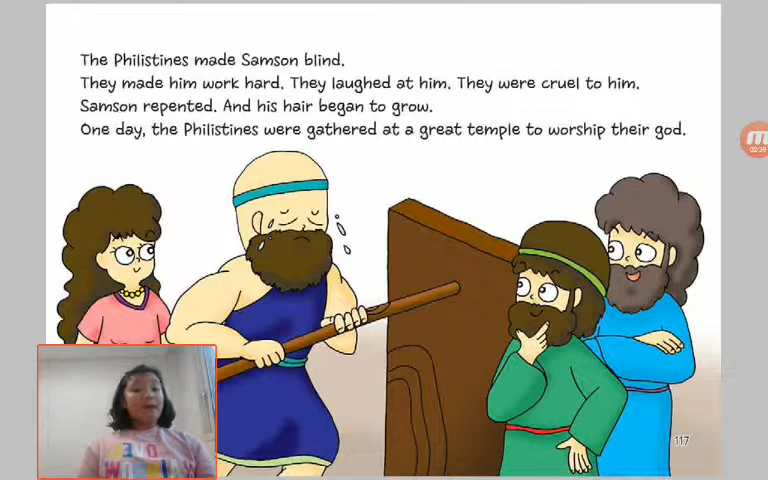 The Philistines made Samson blind.
They made him work hard. They laughed at him. They were cruel to him.
Samson repented. And his hair began to grow.
One day, the Philistines were gathered at a great temple to worship their god.
M
02:39
117